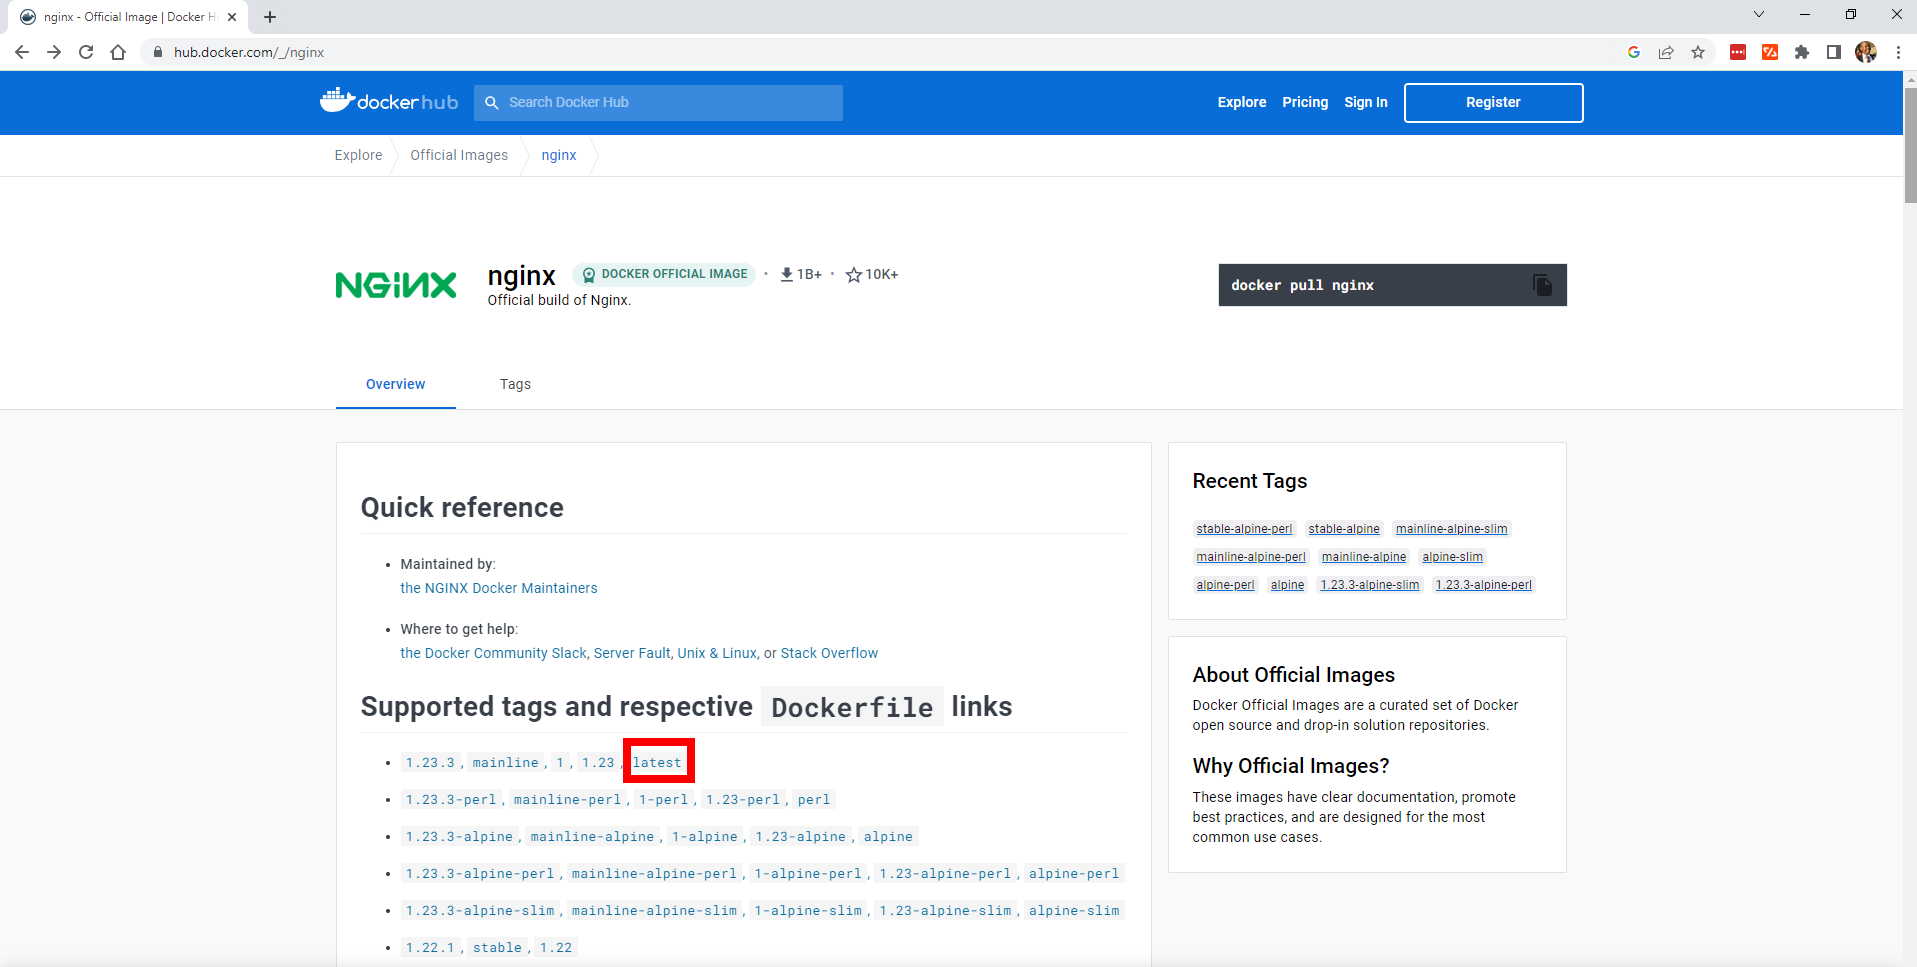 nginx - Official Image | Docker H
hub.docker.com/_/nginx
docker hub
Search Docker Hub
Explore Pricing Sign In Register
Explore Official Images nginx
NGINX
nginx DOCKER OFFICIAL IMAGE • 1B+ • 10K+
Official build of Nginx.
docker pull nginx
Overview Tags
Quick reference
• Maintained by:
the NGINX Docker Maintainers
• Where to get help:
the Docker Community Slack, Server Fault, Unix & Linux, or Stack Overflow
Supported tags and respective Dockerfile links
• 1.23.3, mainline, 1, 1.23, latest
• 1.23.3-perl, mainline-perl, 1-perl, 1.23-perl, perl
• 1.23.3-alpine, mainline-alpine, 1-alpine, 1.23-alpine, alpine
• 1.23.3-alpine-perl, mainline-alpine-perl, 1-alpine-perl, 1.23-alpine-perl, alpine-perl
• 1.23.3-alpine-slim, mainline-alpine-slim, 1-alpine-slim, 1.23-alpine-slim, alpine-slim
• 1.22.1, stable, 1.22
Recent Tags
stable-alpine-perl stable-alpine mainline-alpine-slim
mainline-alpine-perl mainline-alpine alpine-slim
alpine-perl alpine 1.23.3-alpine-slim 1.23.3-alpine-perl
About Official Images
Docker Official Images are a curated set of Docker
open source and drop-in solution repositories.
Why Official Images?
These images have clear documentation, promote
best practices, and are designed for the most
common use cases.